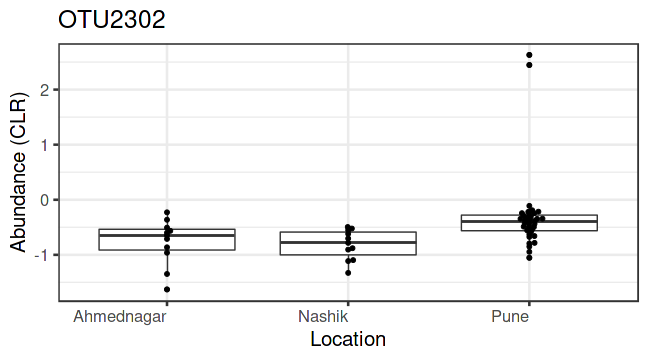 OTU2302
Abundance (CLR)
2
1
0
-1
Ahmednagar
Nashik
Pune
Location